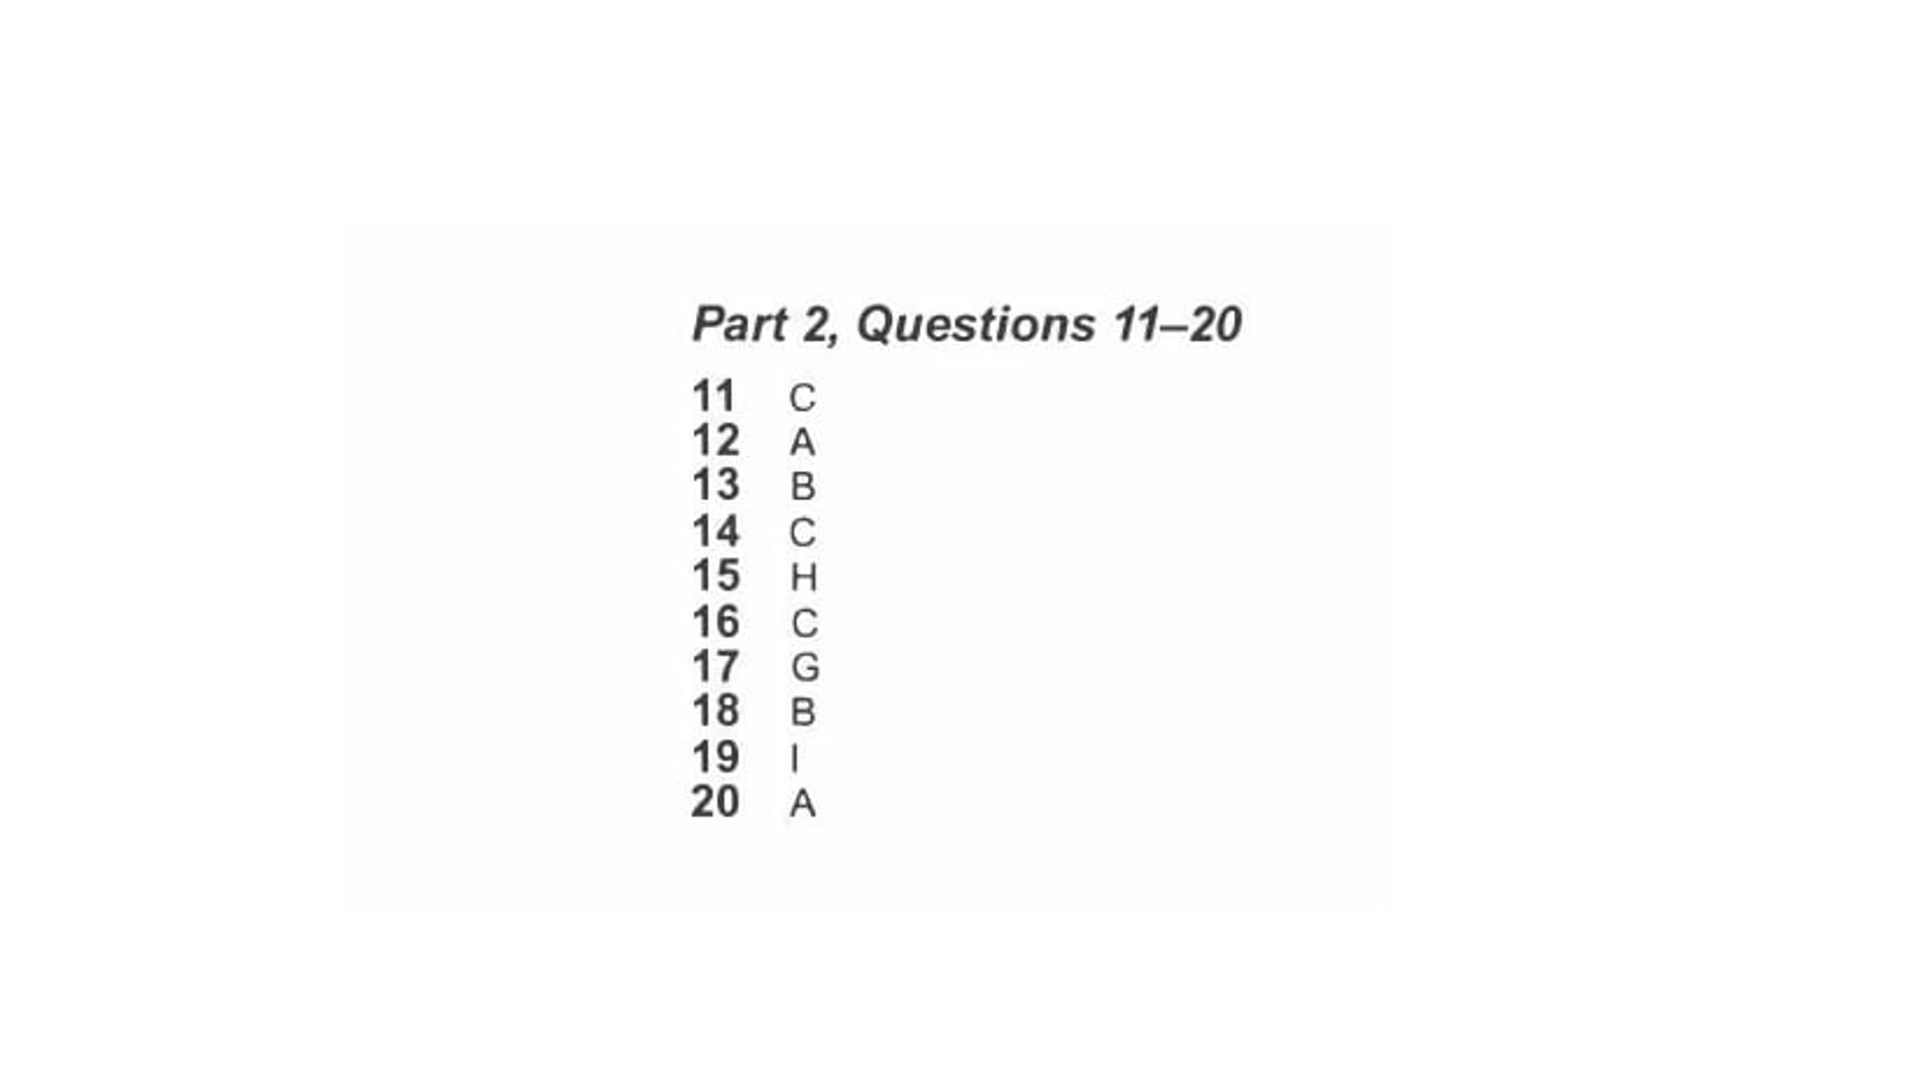 Part 2, Questions 11–20
11 C
12 A
13 B
14 C
15 H
16 C
17 G
18 B
19 I
20 A